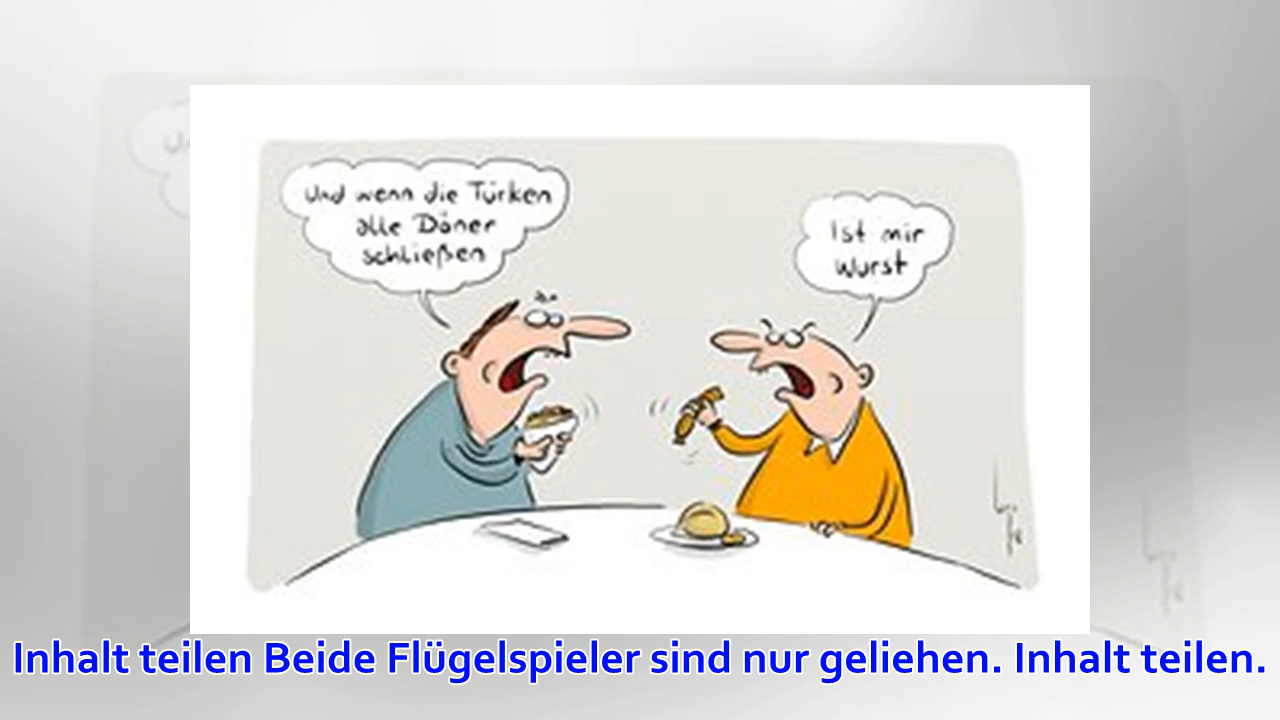 Und wenn die Türken
alle Döner
schließen
Ist mir
Wurst
Inhalt teilen Beide Flügelspieler sind nur geliehen. Inhalt teilen.